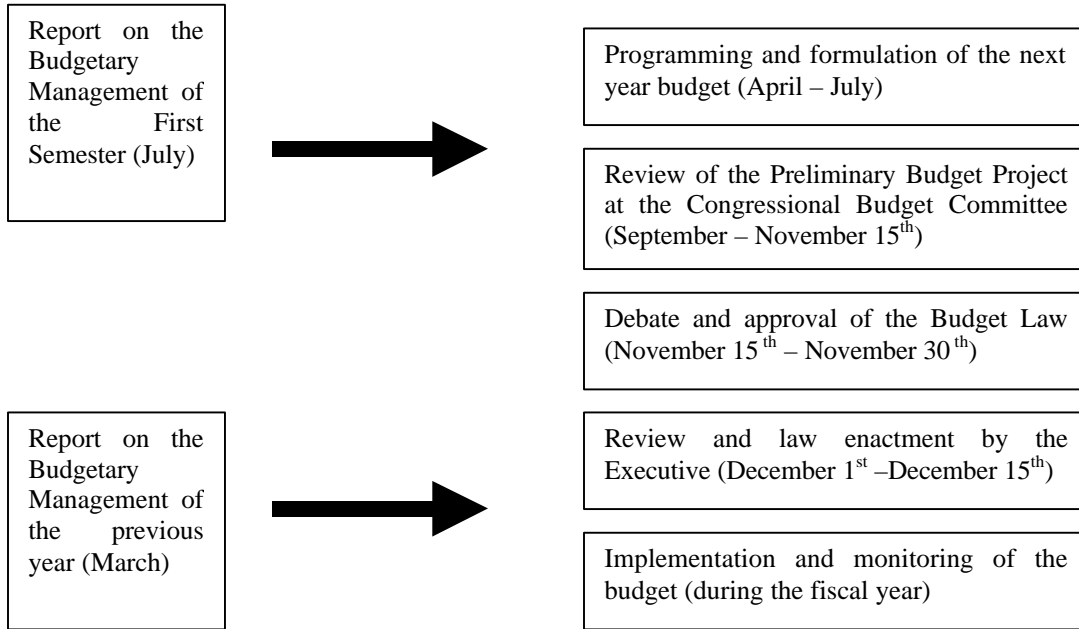 Report on the
Budgetary
Management of
the First
Semester (July)
Programming and formulation of the next
year budget (April – July)
Review of the Preliminary Budget Project
at the Congressional Budget Committee
(September – November 15th)
Debate and approval of the Budget Law
(November 15th – November 30th)
Report on the
Budgetary
Management of
the previous
year (March)
Review and law enactment by the
Executive (December 1st –December 15th)
Implementation and monitoring of the
budget (during the fiscal year)